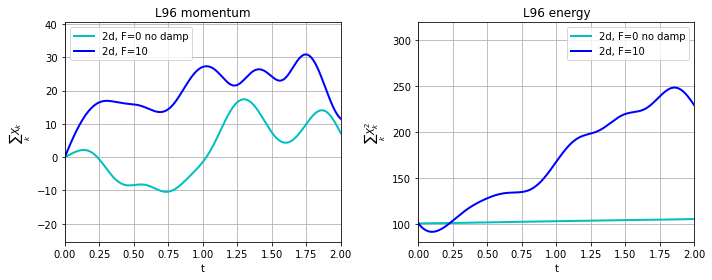 L96 momentum
∑ₖ Xₖ
40
30
20
10
0
−10
−20
2d, F=0 no damp
2d, F=10
0.00 0.25 0.50 0.75 1.00 1.25 1.50 1.75 2.00
t
L96 energy
∑ₖ Xₖ²
300
250
200
150
100
2d, F=0 no damp
2d, F=10
0.00 0.25 0.50 0.75 1.00 1.25 1.50 1.75 2.00
t